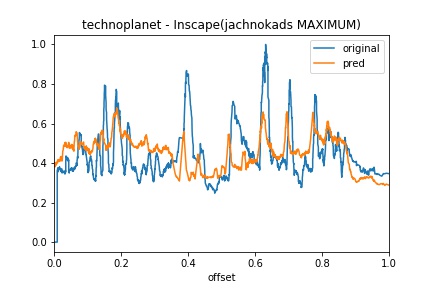 technoplanet - Inscape(jachnokads MAXIMUM)
original
pred
1.0
0.8
0.6
0.4
0.2
0.0
0.0 0.2 0.4 0.6 0.8 1.0
offset